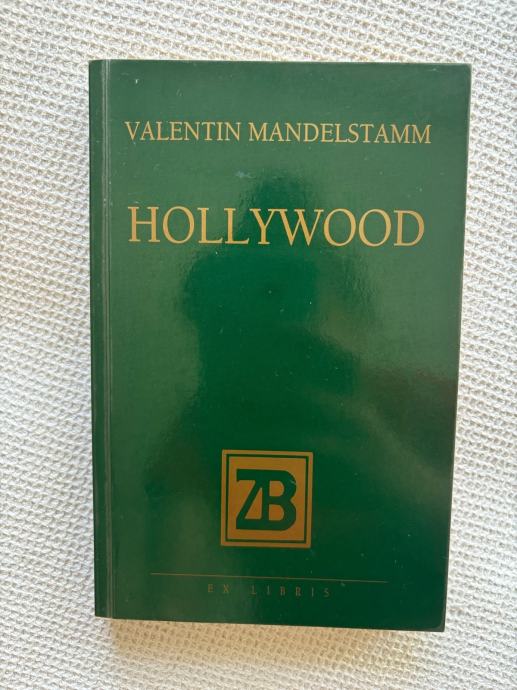 VALENTIN MANDELSTAMM
HOLLYWOOD
ZB
EX LIBRIS